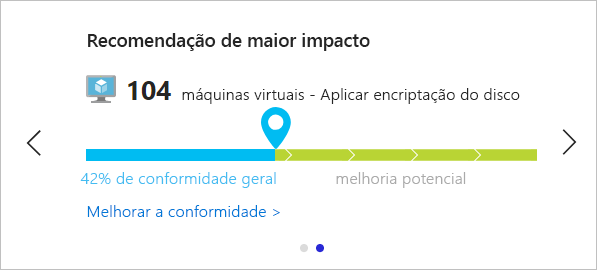 Recomendação de maior impacto
104 máquinas virtuais - Aplicar encriptação do disco
42% de conformidade geral melhoria potencial
Melhorar a conformidade >